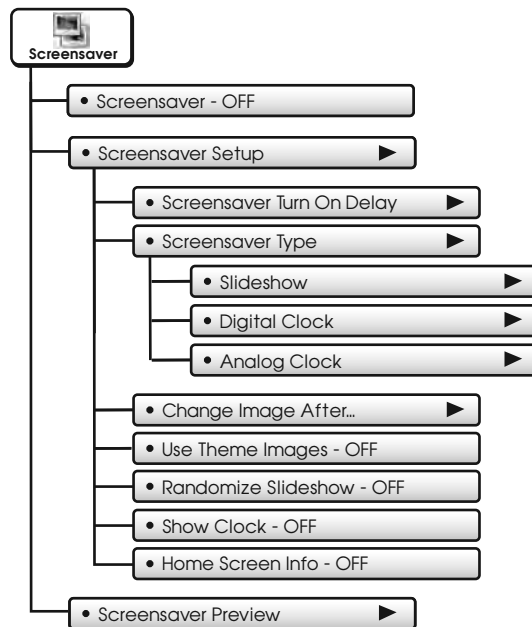 Screensaver
• Screensaver - OFF
• Screensaver Setup
• Screensaver Turn On Delay
• Screensaver Type
• Slideshow
• Digital Clock
• Analog Clock
• Change Image After...
• Use Theme Images - OFF
• Randomize Slideshow - OFF
• Show Clock - OFF
• Home Screen Info - OFF
• Screensaver Preview